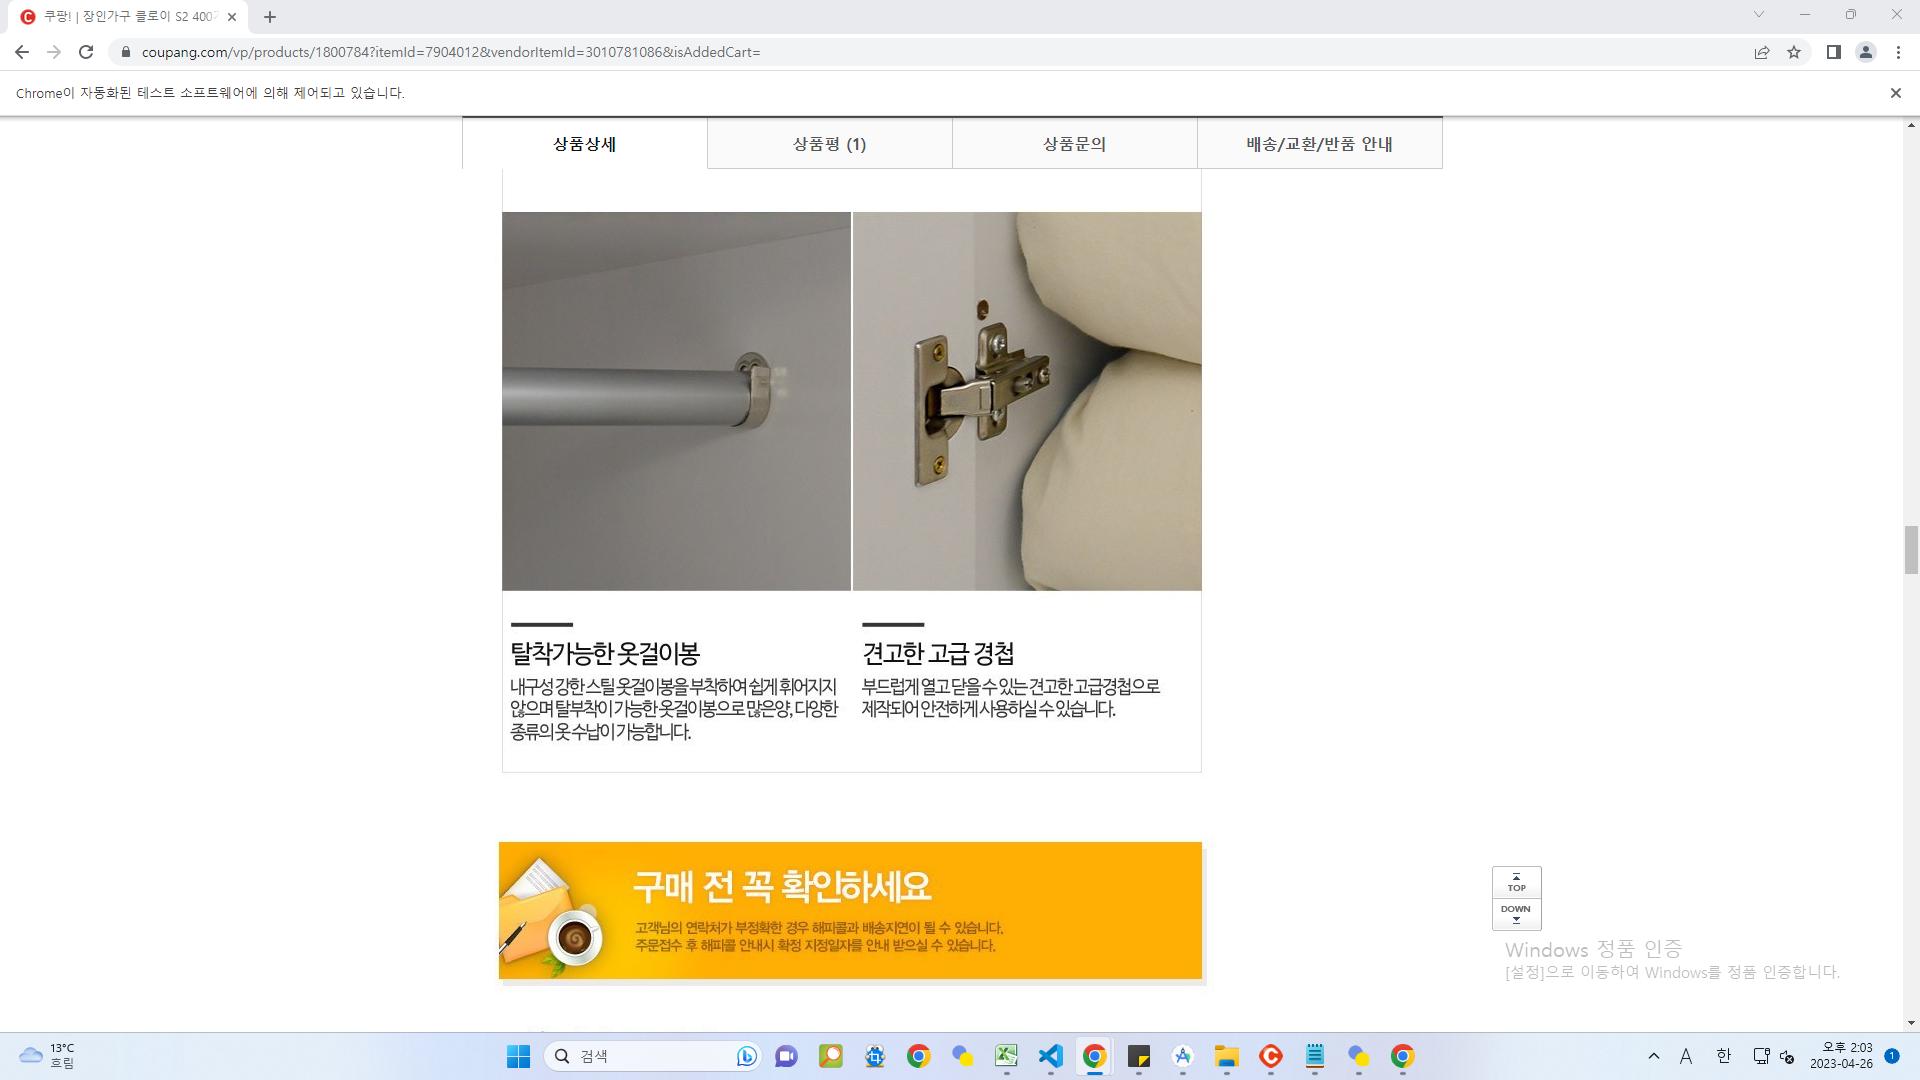 쿠팡! | 장인가구 클로이 S2 400
coupang.com/vp/products/1800784?itemId=7904012&vendorItemId=3010781086&isAddedCart=
Chrome이 자동화된 테스트 소프트웨어에 의해 제어되고 있습니다.
상품상세
상품평 (1)
상품문의
배송/교환/반품 안내
탈착가능한 옷걸이봉
내구성 강한 스틸 옷걸이봉을 부착하여 쉽게 휘어지지
않으며 탈부착이 가능한 옷걸이봉으로 많은양, 다양한
종류의 옷 수납이 가능합니다.
견고한 고급 경첩
부드럽게 열고 닫을 수 있는 견고한 고급경첩으로
제작되어 안전하게 사용하실 수 있습니다.
구매 전 꼭 확인하세요
고객님의 연락처가 부정확한 경우 해피콜과 배송지연이 될 수 있습니다.
주문접수 후 해피콜 안내시 확정 지정일자를 안내 받으실 수 있습니다.
TOP
DOWN
Windows 정품 인증
[설정]으로 이동하여 Windows를 정품 인증합니다.
13°C
흐림
검색
A
한
오후 2:03
2023-04-26
1